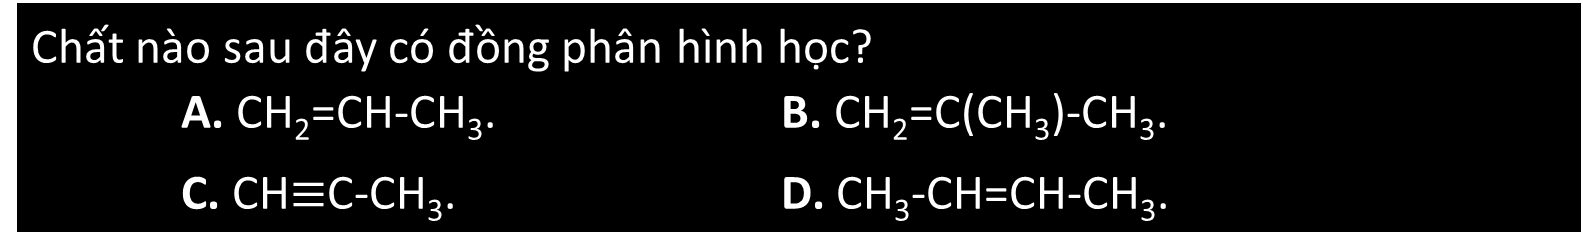 Chất nào sau đây có đồng phân hình học?
A. CH₂=CH-CH₃. B. CH₂=C(CH₃)-CH₃.
C. CH≡C-CH₃. D. CH₃-CH=CH-CH₃.